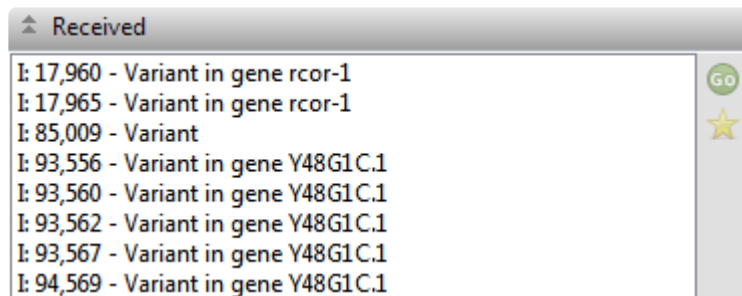 Received
I: 17,960 - Variant in gene rcor-1
I: 17,965 - Variant in gene rcor-1
I: 85,009 - Variant
I: 93,556 - Variant in gene Y48G1C.1
I: 93,560 - Variant in gene Y48G1C.1
I: 93,562 - Variant in gene Y48G1C.1
I: 93,567 - Variant in gene Y48G1C.1
I: 94,569 - Variant in gene Y48G1C.1
Go